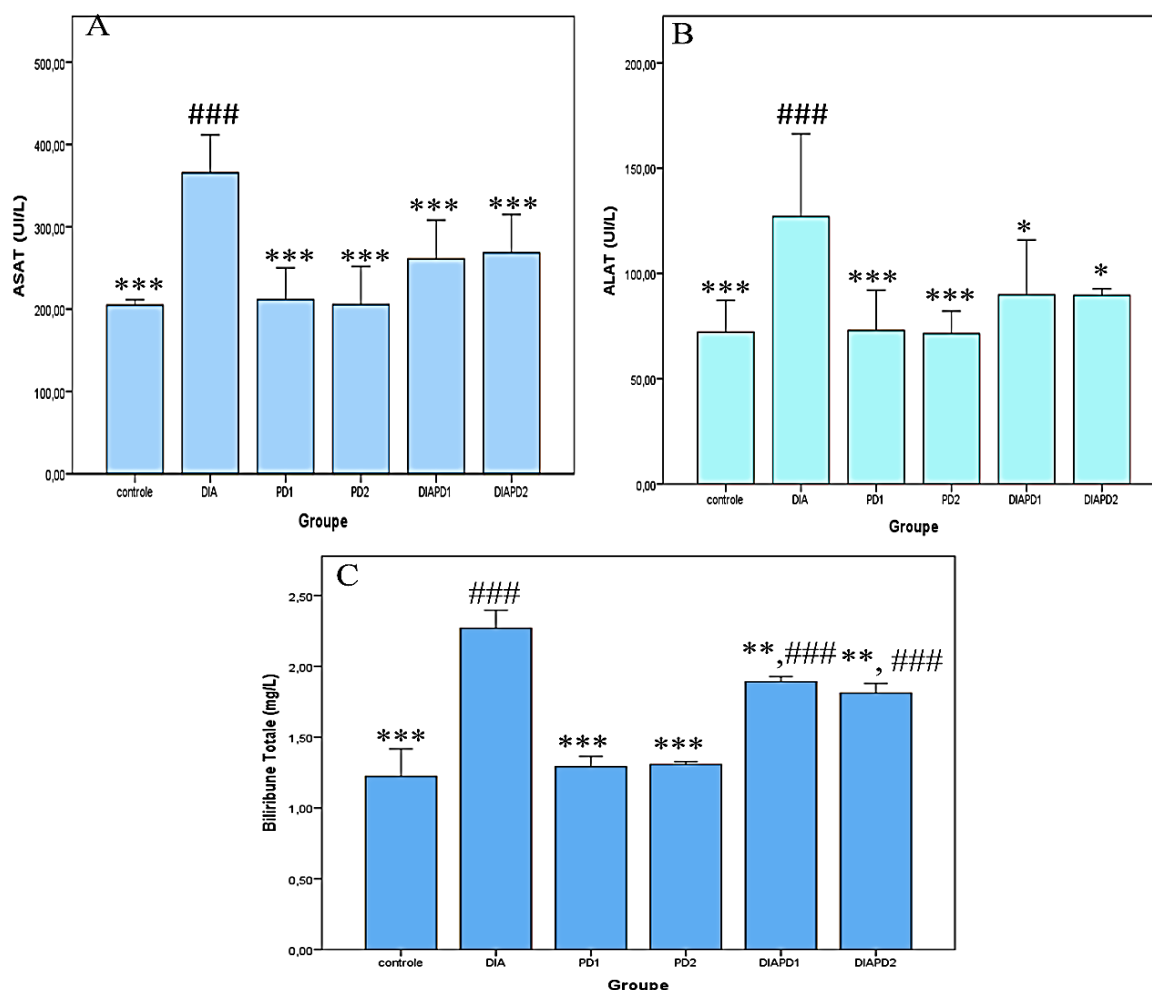 A
ASAT (UI/L)
500,00
400,00
300,00
200,00
100,00
0,00
###
***
***
***
***
***
controle
DIA
PD1
PD2
DIAPD1
DIAPD2
Groupe
B
ALAT (UI/L)
200,00
150,00
100,00
50,00
0,00
###
***
***
***
*
*
controle
DIA
PD1
PD2
DIAPD1
DIAPD2
Groupe
C
Biliribune Totale (mg/L)
2,50
2,00
1,50
1,00
0,50
0,00
###
***
***
***
**,###
**, ###
controle
DIA
PD1
PD2
DIAPD1
DIAPD2
Groupe